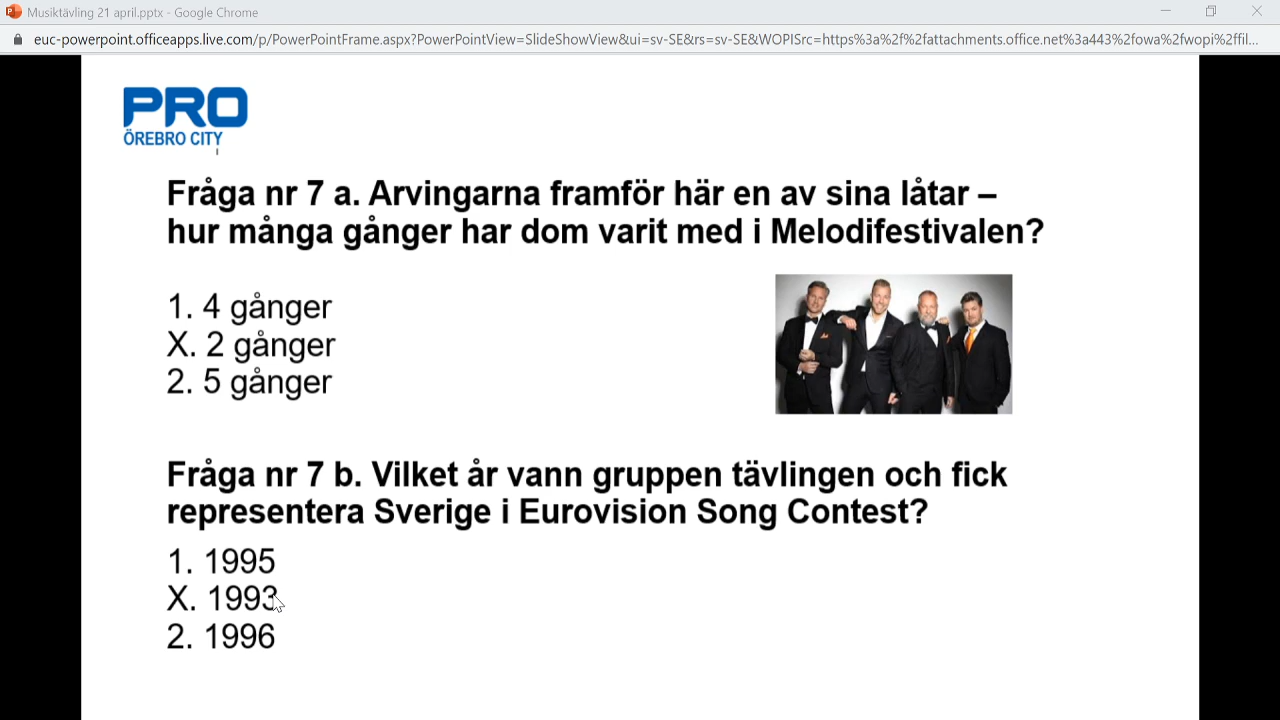 Musiktävling 21 april.pptx - Google Chrome
euc-powerpoint.officeapps.live.com/p/PowerPointFrame.aspx?PowerPointView=SlideShowView&ui=sv-SE&rs=sv-SE&WOPISrc=https%3a%2f%2fattachments.office.net%3a443%2fowa%2fwopi%2ffil...
PRO
ÖREBRO CITY
Fråga nr 7 a. Arvingarna framför här en av sina låtar –
hur många gånger har dom varit med i Melodifestivalen?
1. 4 gånger
X. 2 gånger
2. 5 gånger
Fråga nr 7 b. Vilket år vann gruppen tävlingen och fick
representera Sverige i Eurovision Song Contest?
1. 1995
X. 1993
2. 1996